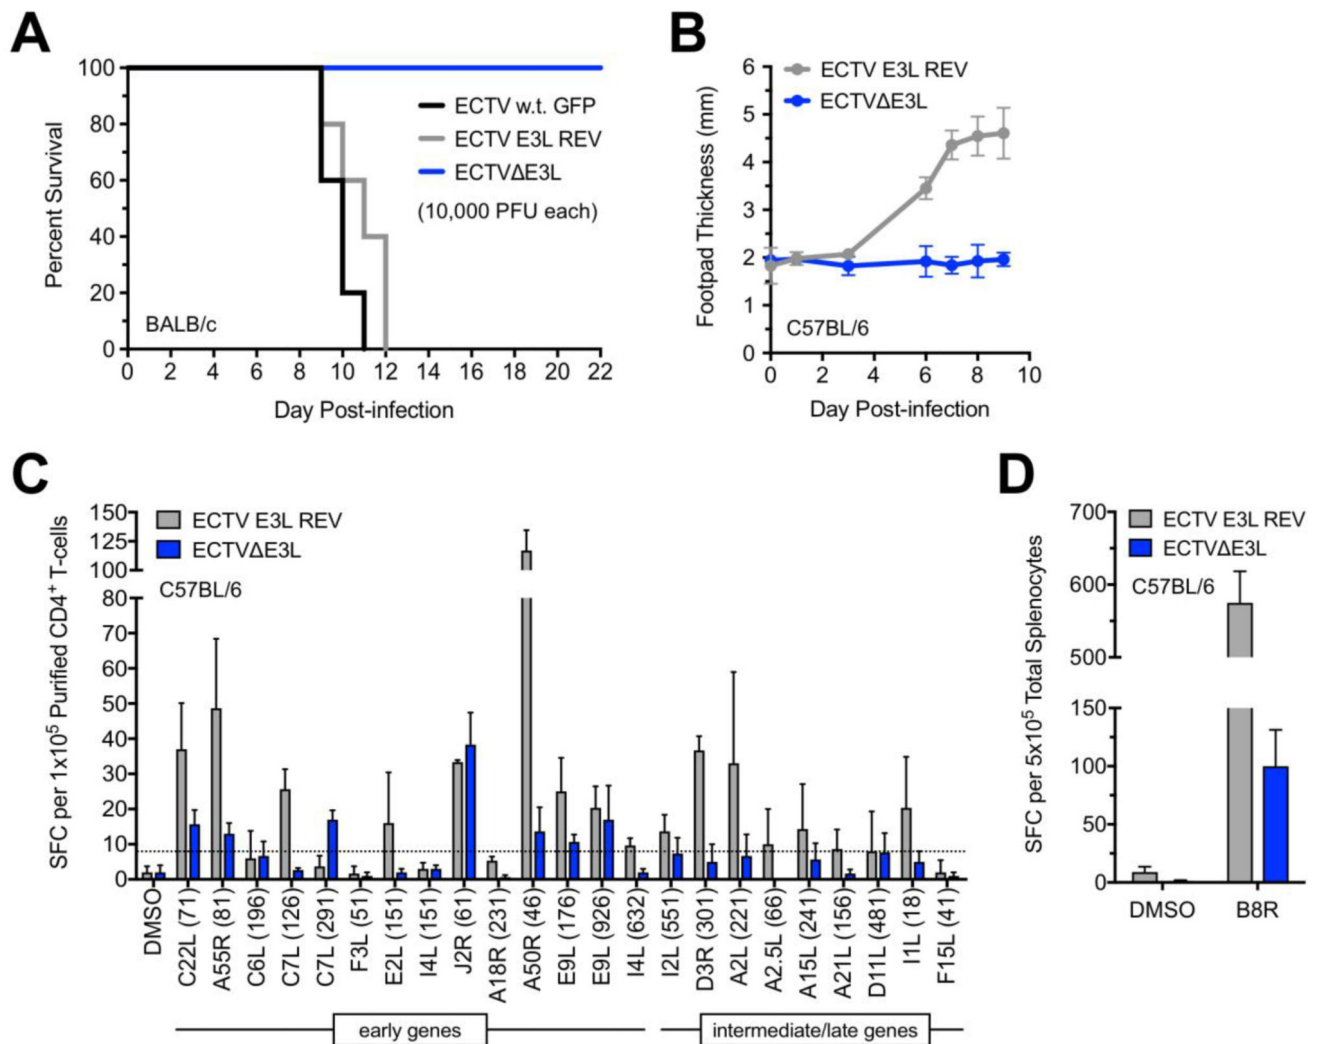 A
100
80
60
40
20
0
Percent Survival
ECTV w.t. GFP
ECTV E3L REV
ECTVΔE3L
(10,000 PFU each)
BALB/c
0 2 4 6 8 10 12 14 16 18 20 22
Day Post-infection
B
6
5
4
3
2
1
0
Footpad Thickness (mm)
ECTV E3L REV
ECTVΔE3L
C57BL/6
0 2 4 6 8 10
Day Post-infection
C
150
125
100
80
70
60
50
40
30
20
10
0
SFC per 1x10⁵ Purified CD4⁺ T-cells
ECTV E3L REV
ECTVΔE3L
C57BL/6
DMSO
C22L (71)
A55R (81)
C6L (196)
C7L (126)
C7L (291)
F3L (51)
E2L (151)
I4L (151)
J2R (61)
A18R (231)
A50R (46)
E9L (176)
E9L (926)
I4L (632)
I2L (551)
D3R (301)
A2L (221)
A2.5L (66)
A15L (241)
A21L (156)
D11L (481)
I1L (18)
F15L (41)
early genes
intermediate/late genes
D
700
600
500
150
100
50
0
SFC per 5x10⁵ Total Splenocytes
ECTV E3L REV
ECTVΔE3L
C57BL/6
DMSO B8R